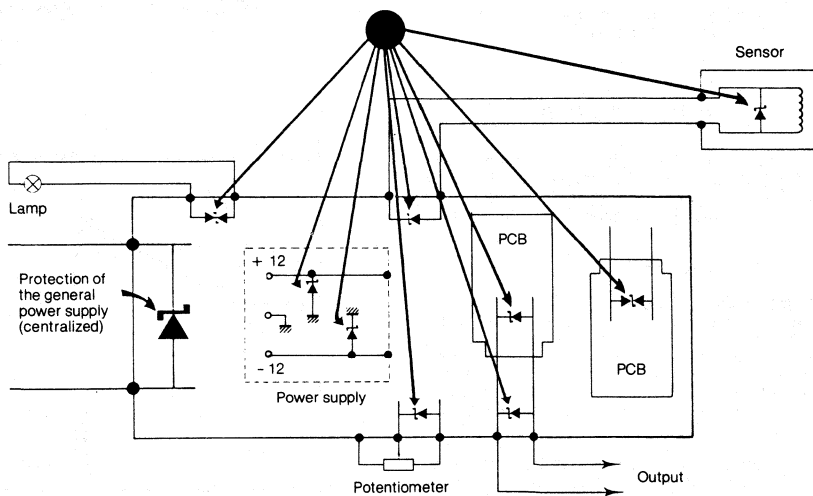 Sensor
Lamp
PCB
+ 12
Protection of
the general
power supply
(centralized)
PCB
- 12
Power supply
Output
Potentiometer